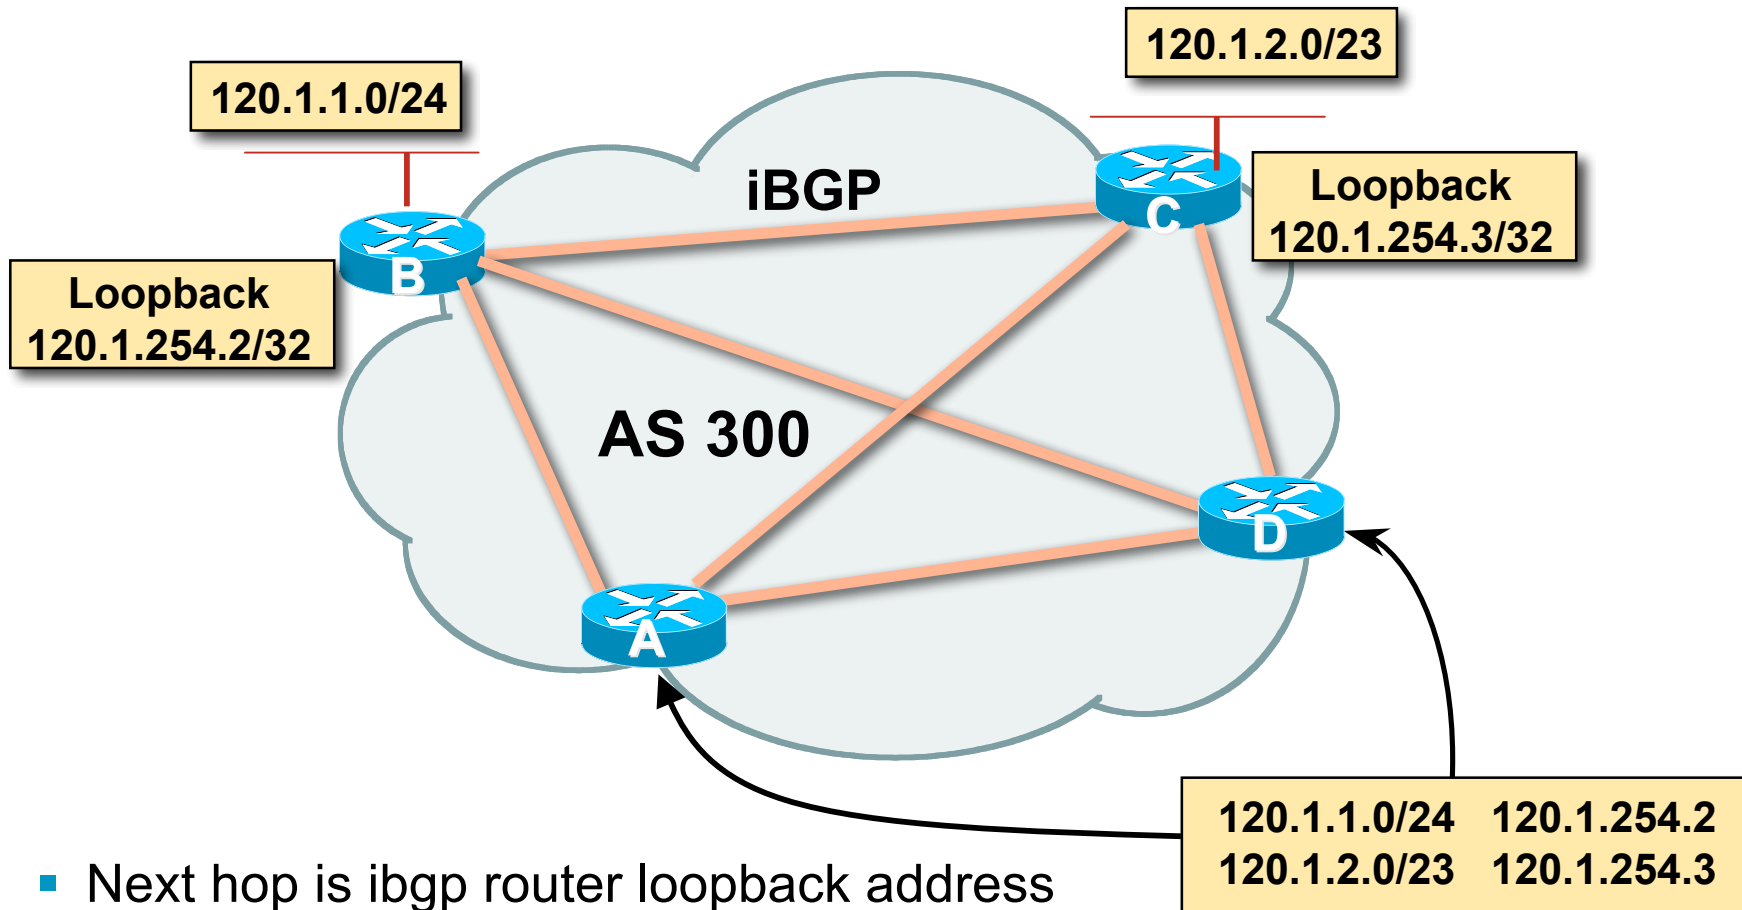 120.1.2.0/23
120.1.1.0/24
iBGP
C
Loopback
120.1.254.3/32
B
Loopback
120.1.254.2/32
AS 300
D
A
120.1.1.0/24 120.1.254.2
120.1.2.0/23 120.1.254.3
Next hop is ibgp router loopback address